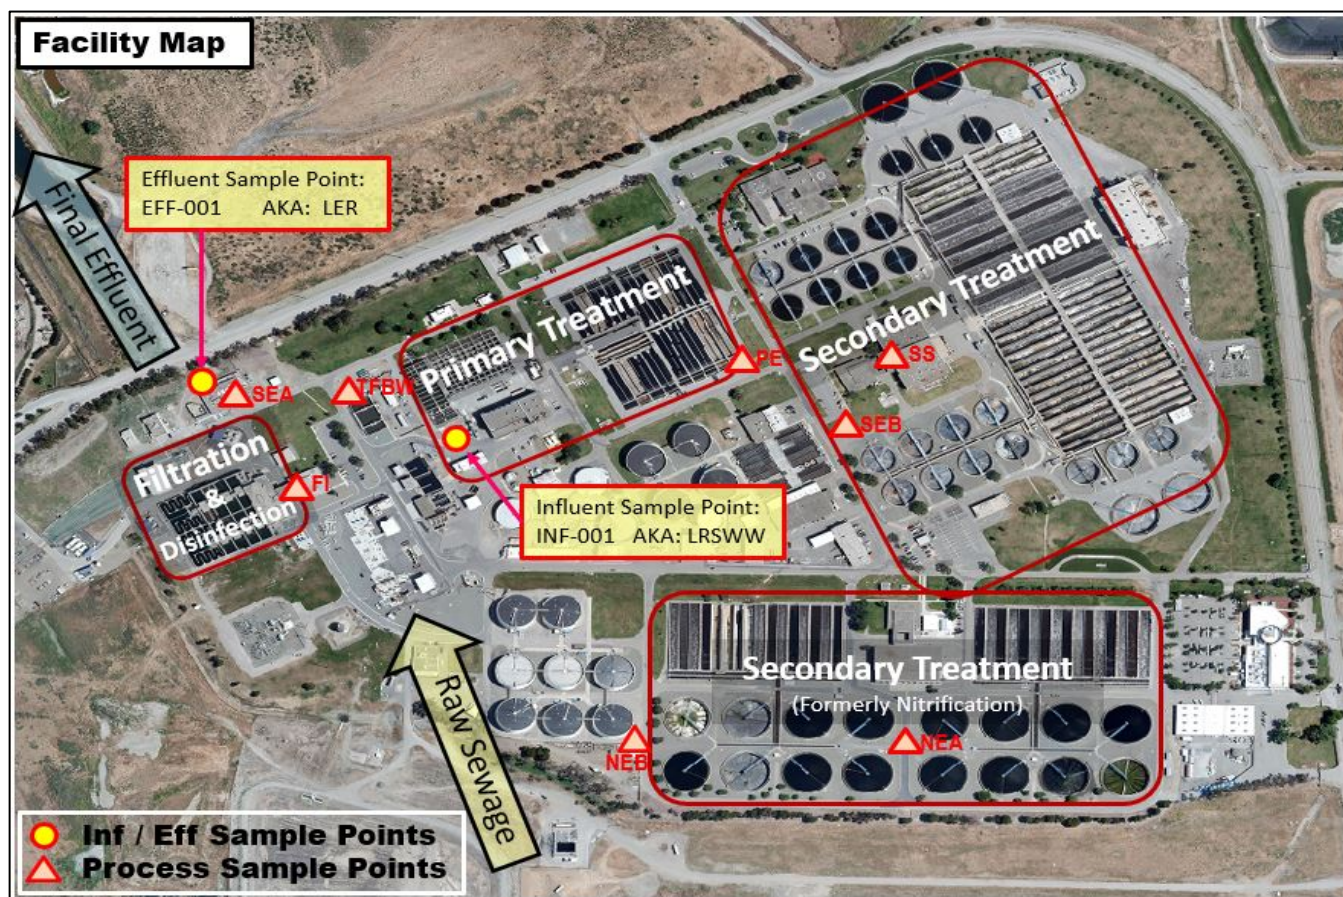 Facility Map
Effluent Sample Point:
EFF-001 AKA: LER
Final Effluent
Primary Treatment
Secondary Treatment
PE
SS
SEA
TFBW
SEB
Filtration
&
Disinfection
FI
Influent Sample Point:
INF-001 AKA: LRSWW
Raw Sewage
Secondary Treatment
(Formerly Nitrification)
NEB
NEA
Inf / Eff Sample Points
Process Sample Points